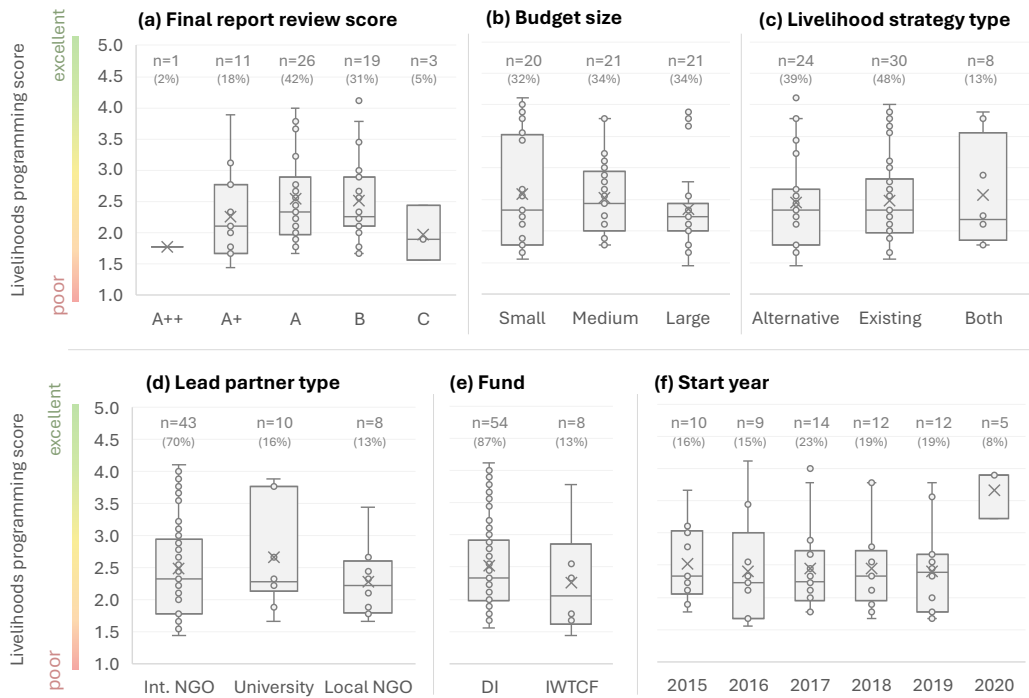 (a) Final report review score
(b) Budget size
(c) Livelihood strategy type
Livelihoods programming score
excellent
poor
5.0
4.5
4.0
3.5
3.0
2.5
2.0
1.5
1.0
n=1 n=11 n=26 n=19 n=3
(2%) (18%) (42%) (31%) (5%)
A++ A+ A B C
n=20 n=21 n=21
(32%) (34%) (34%)
Small Medium Large
n=24 n=30 n=8
(39%) (48%) (13%)
Alternative Existing Both
(d) Lead partner type
(e) Fund
(f) Start year
Livelihoods programming score
excellent
poor
5.0
4.5
4.0
3.5
3.0
2.5
2.0
1.5
1.0
n=43 n=10 n=8
(70%) (16%) (13%)
Int. NGO University Local NGO
n=54 n=8
(87%) (13%)
DI IWTCF
n=10 n=9 n=14 n=12 n=12 n=5
(16%) (15%) (23%) (19%) (19%) (8%)
2015 2016 2017 2018 2019 2020